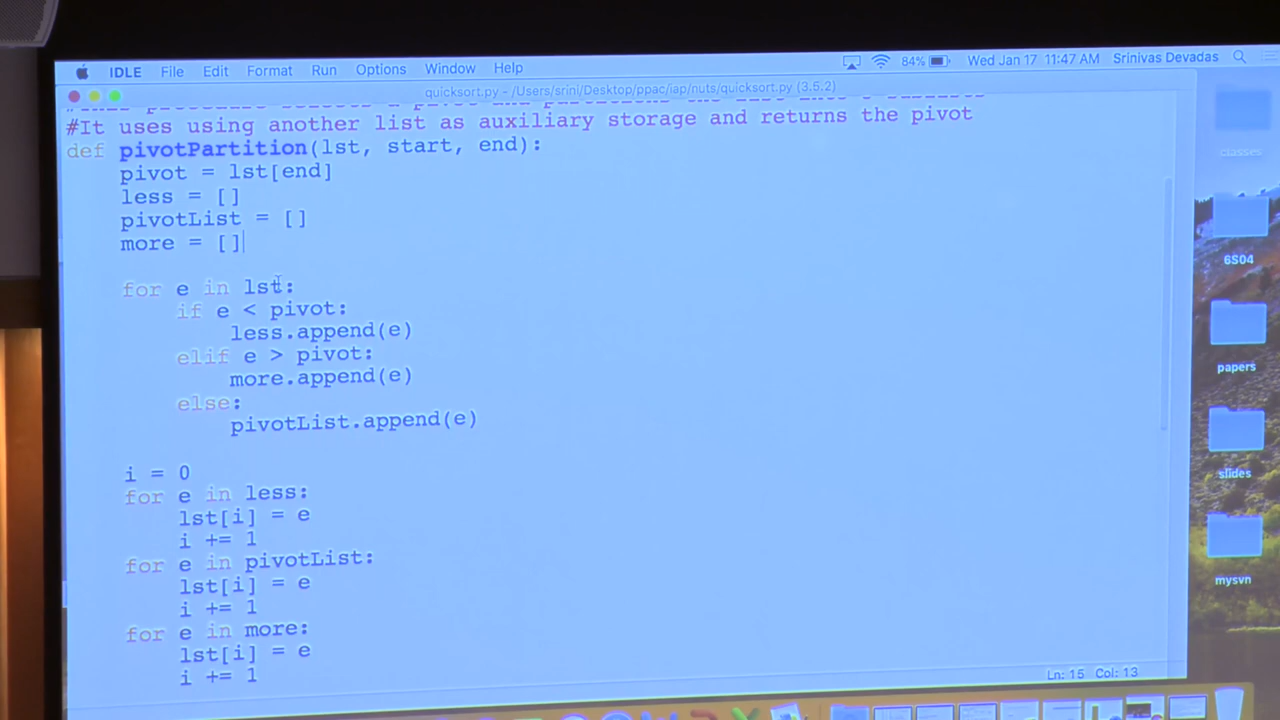 IDLE File Edit Format Run Options Window Help 84% Wed Jan 17 11:47 AM Srinivas Devadas
quicksort.py - /Users/srini/Desktop/ppac/iap/nuts/quicksort.py (3.5.2)
#It uses using another list as auxiliary storage and returns the pivot
def pivotPartition(lst, start, end):
pivot = lst[end]
less = []
pivotList = []
more = []
for e in lst:
if e < pivot:
less.append(e)
elif e > pivot:
more.append(e)
else:
pivotList.append(e)
i = 0
for e in less:
lst[i] = e
i += 1
for e in pivotList:
lst[i] = e
i += 1
for e in more:
lst[i] = e
i += 1
Ln: 15 Col: 13
classes
6S04
papers
slides
mysvn